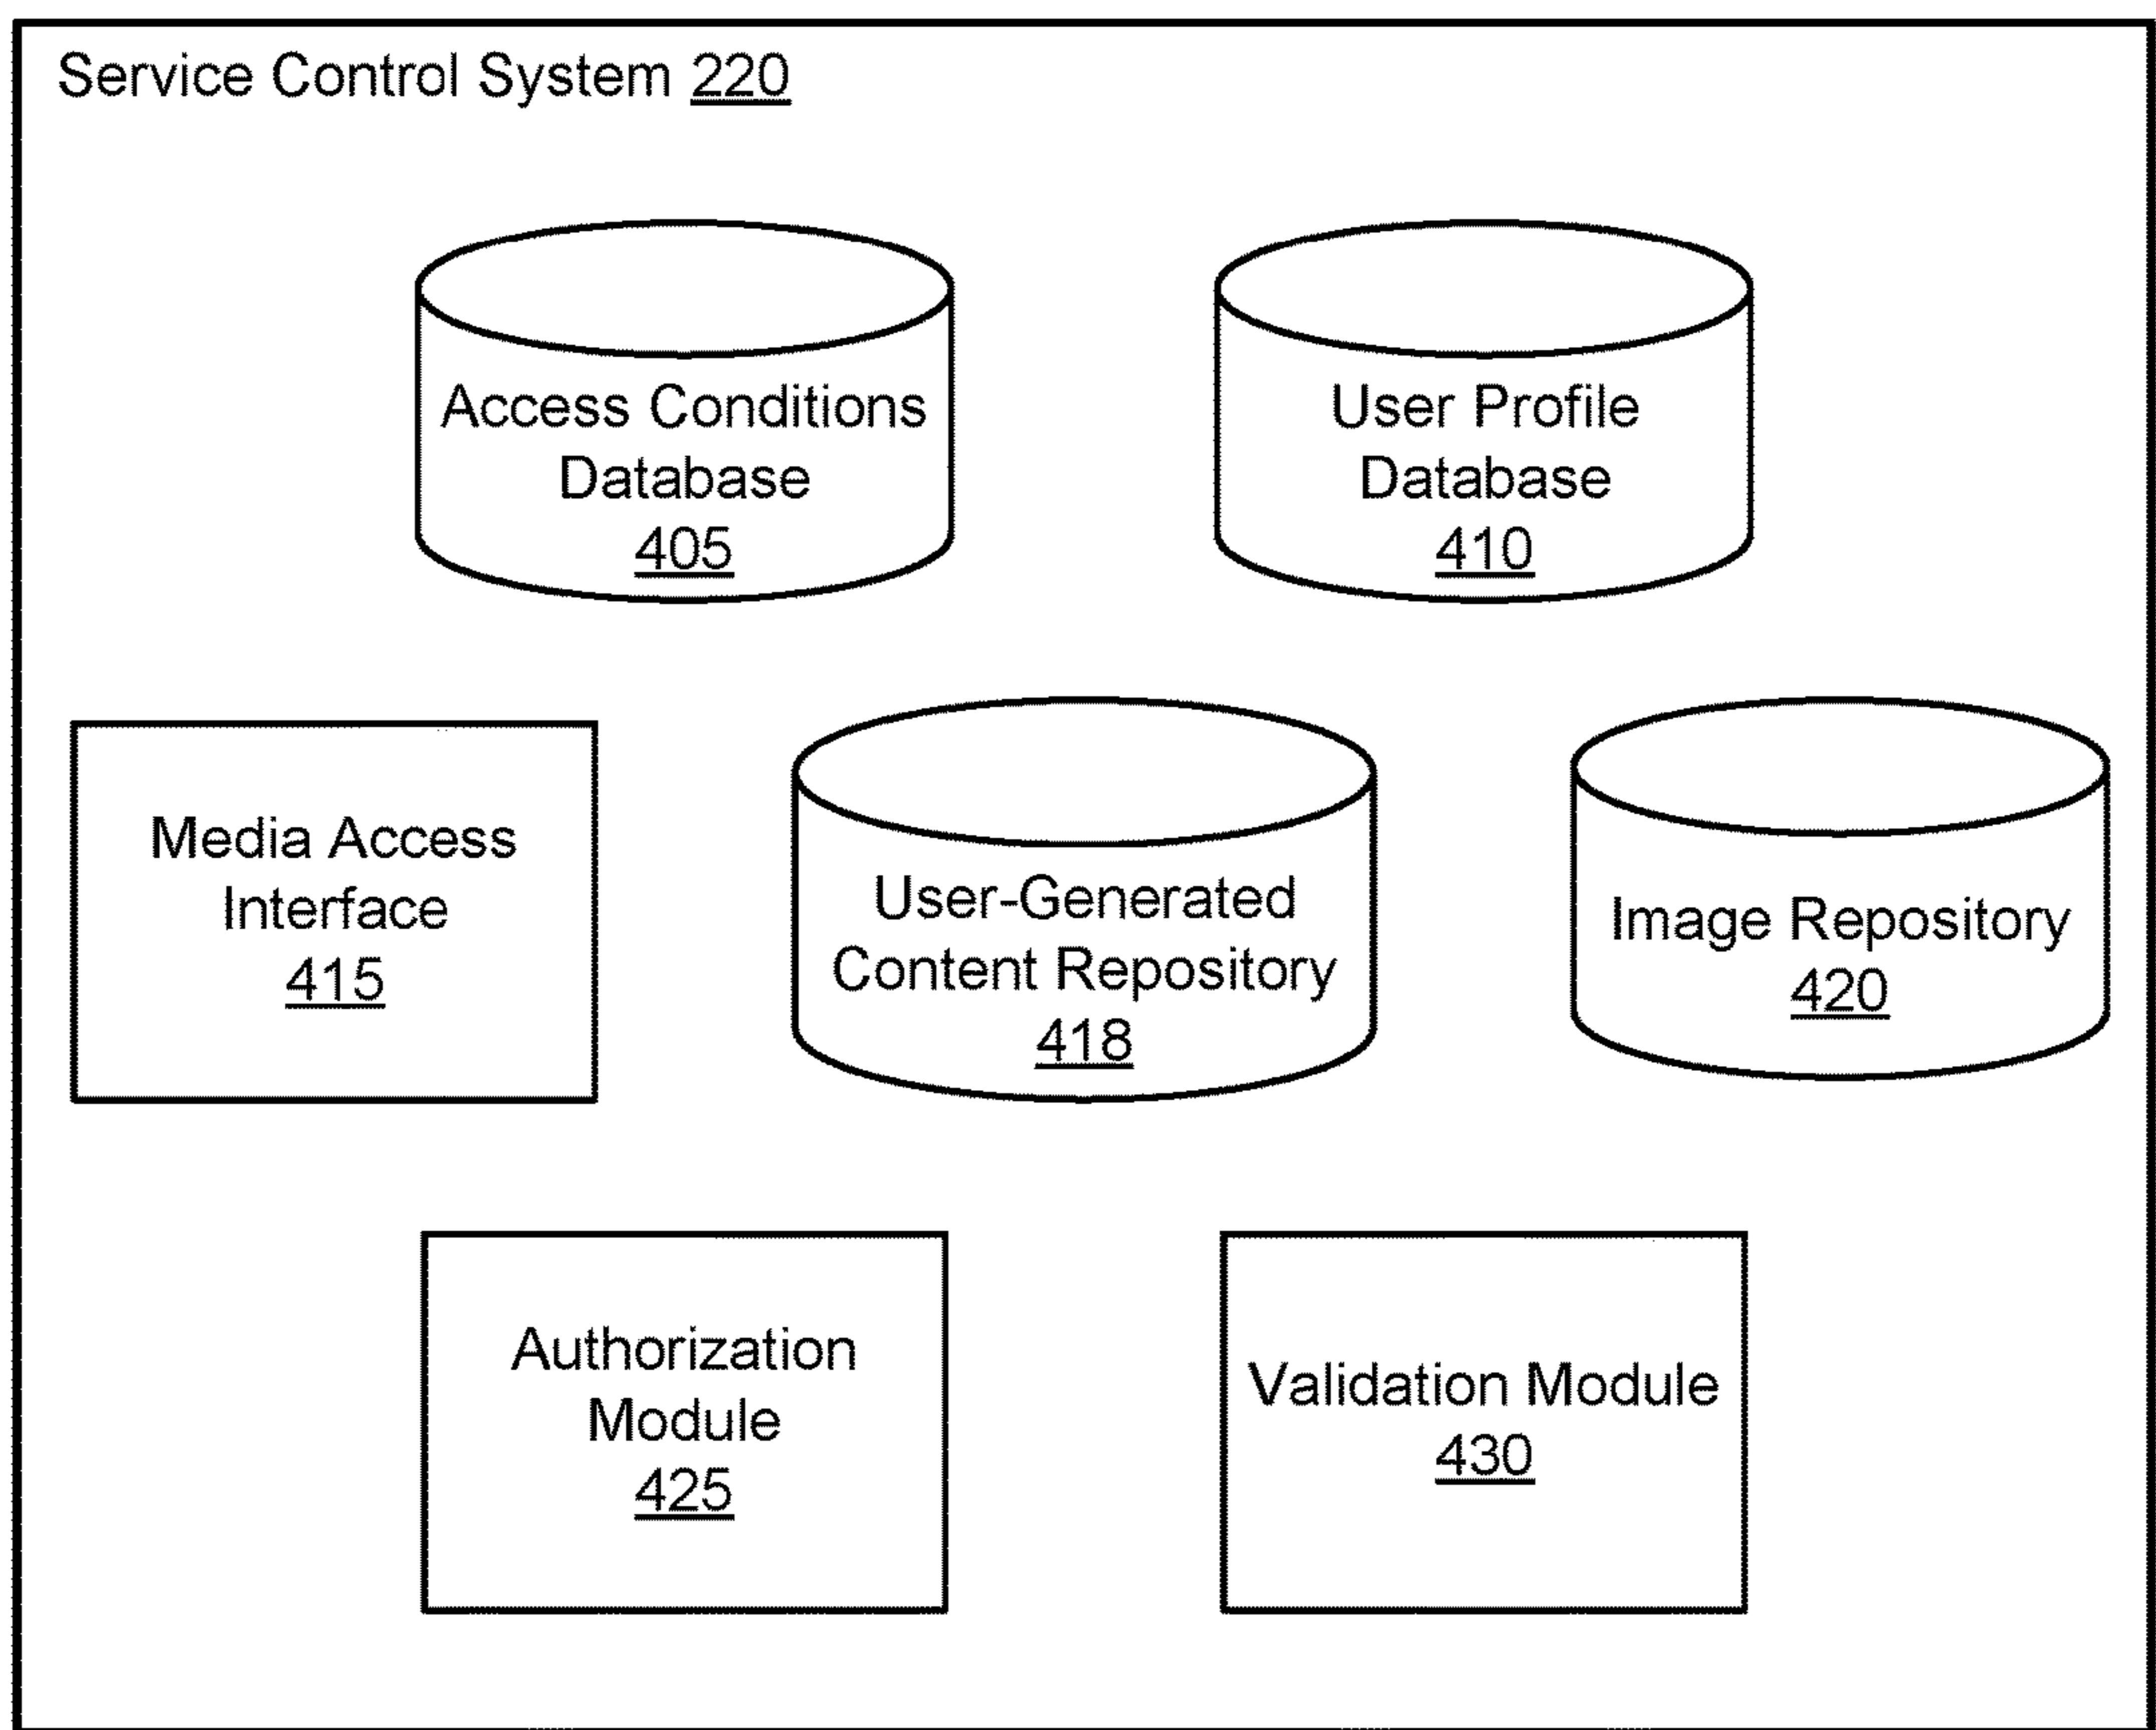 Service Control System 220
Access Conditions
Database
405
User Profile
Database
410
Media Access
Interface
415
User-Generated
Content Repository
418
Image Repository
420
Authorization
Module
425
Validation Module
430